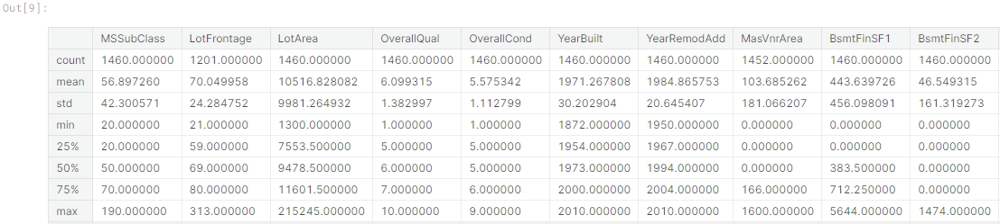 Out[9]:
MSSubClass LotFrontage LotArea OverallQual OverallCond YearBuilt YearRemodAdd MasVnrArea BsmtFinSF1 BsmtFinSF2
count 1460.000000 1201.000000 1460.000000 1460.000000 1460.000000 1460.000000 1460.000000 1452.000000 1460.000000 1460.000000
mean 56.897260 70.049958 10516.828082 6.099315 5.575342 1971.267808 1984.865753 103.685262 443.639726 46.549315
std 42.300571 24.284752 9981.264932 1.382997 1.112799 30.202904 20.645407 181.066207 456.098091 161.319273
min 20.000000 21.000000 1300.000000 1.000000 1.000000 1872.000000 1950.000000 0.000000 0.000000 0.000000
25% 20.000000 59.000000 7553.500000 5.000000 5.000000 1954.000000 1967.000000 0.000000 0.000000 0.000000
50% 50.000000 69.000000 9478.500000 6.000000 5.000000 1973.000000 1994.000000 0.000000 383.500000 0.000000
75% 70.000000 80.000000 11601.500000 7.000000 6.000000 2000.000000 2004.000000 166.000000 712.250000 0.000000
max 190.000000 313.000000 215245.000000 10.000000 9.000000 2010.000000 2010.000000 1600.000000 5644.000000 1474.000000